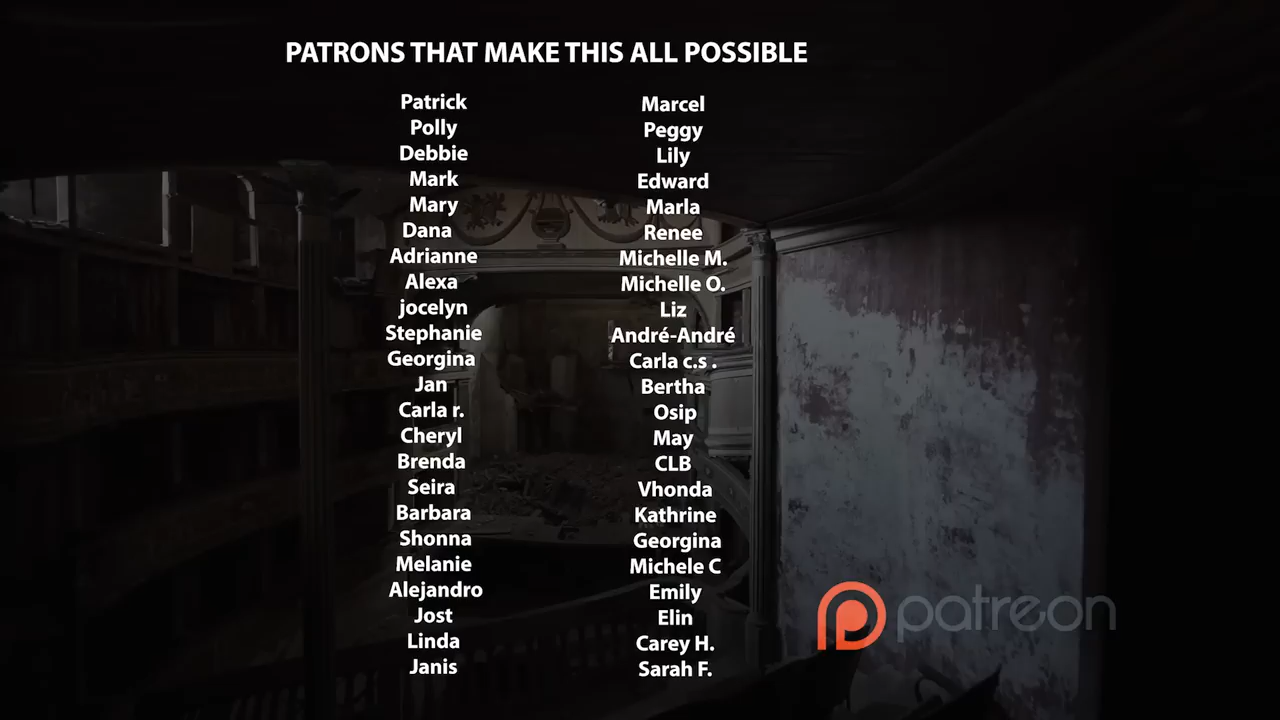 PATRONS THAT MAKE THIS ALL POSSIBLE
Patrick
Polly
Debbie
Mark
Mary
Dana
Adrianne
Alexa
jocelyn
Stephanie
Georgina
Jan
Carla r.
Cheryl
Brenda
Seira
Barbara
Shonna
Melanie
Alejandro
Jost
Linda
Janis
Marcel
Peggy
Lily
Edward
Marla
Renee
Michelle M.
Michelle O.
Liz
André-André
Carla c.s .
Bertha
Osip
May
CLB
Vhonda
Kathrine
Georgina
Michele C
Emily
Elin
Carey H.
Sarah F.
patreon